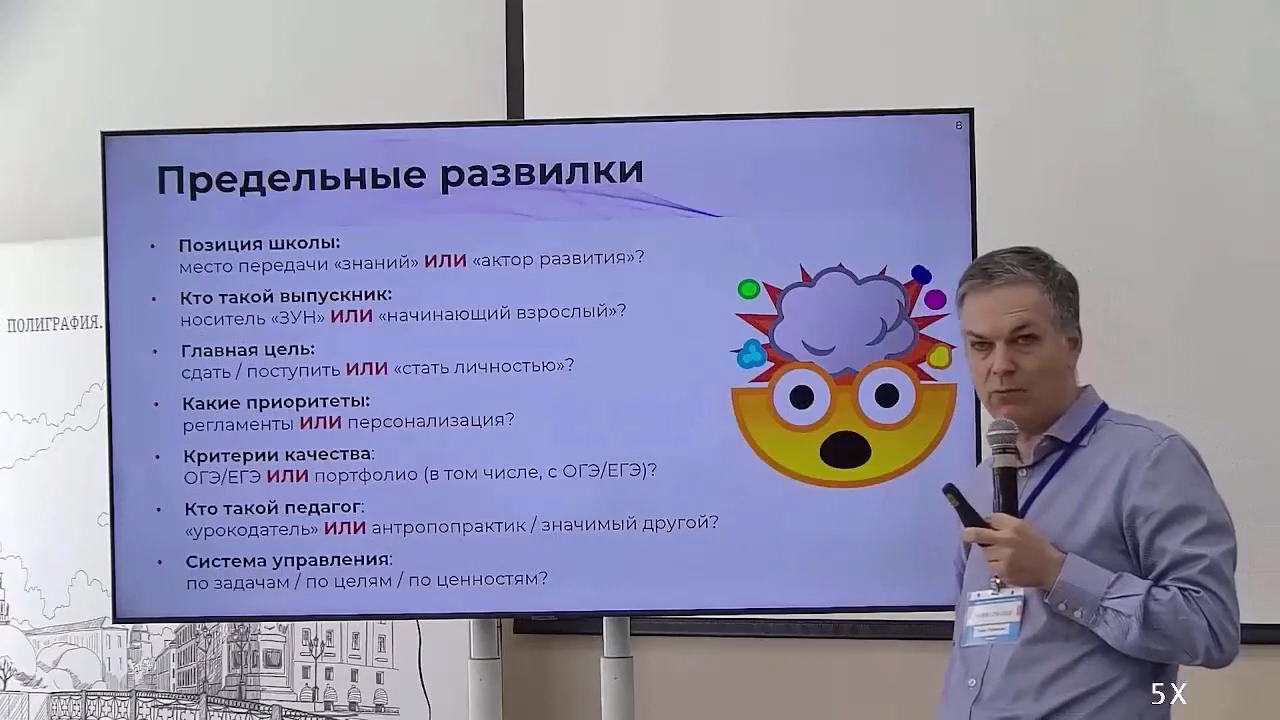 8
Предельные развилки
• Позиция школы:
место передачи «знаний» ИЛИ «актор развития»?
• Кто такой выпускник:
носитель «ЗУН» ИЛИ «начинающий взрослый»?
• Главная цель:
сдать / поступить ИЛИ «стать личностью»?
• Какие приоритеты:
регламенты ИЛИ персонализация?
• Критерии качества:
ОГЭ/ЕГЭ ИЛИ портфолио (в том числе, с ОГЭ/ЕГЭ)?
• Кто такой педагог:
«урокодатель» ИЛИ антропопрактик / значимый другой?
• Система управления:
по задачам / по целям / по ценностям?
ПОЛИГРАФИЯ.
5X